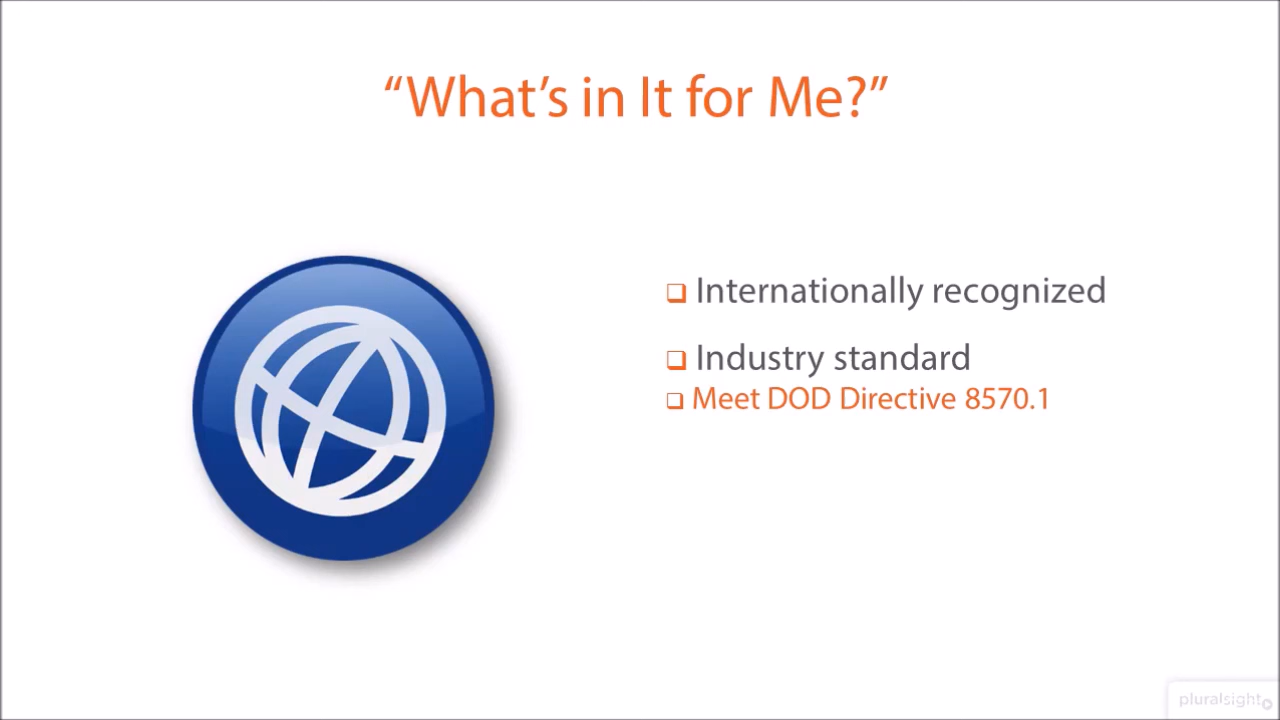 “What’s in It for Me?”
Internationally recognized
Industry standard
Meet DOD Directive 8570.1
pluralsight